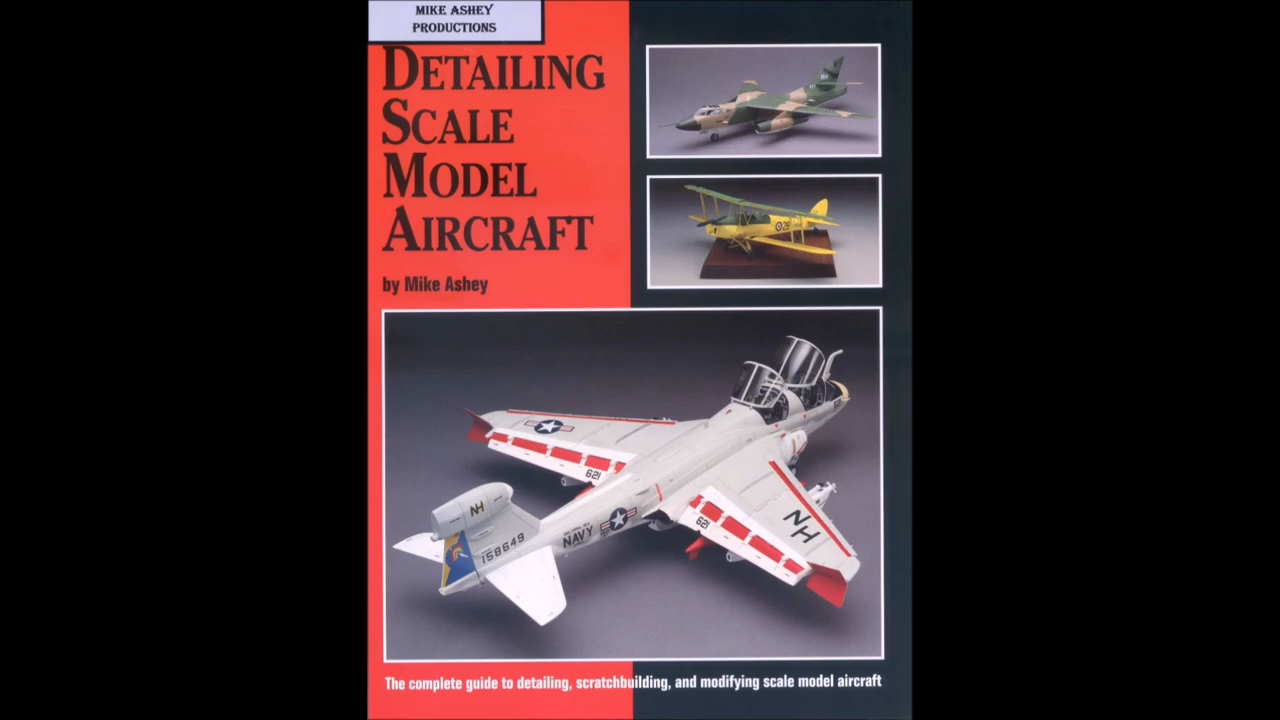 MIKE ASHEY
PRODUCTIONS
DETAILING
SCALE
MODEL
AIRCRAFT
by Mike Ashey
621
NH
158649
NAVY
621
NH
The complete guide to detailing, scratchbuilding, and modifying scale model aircraft